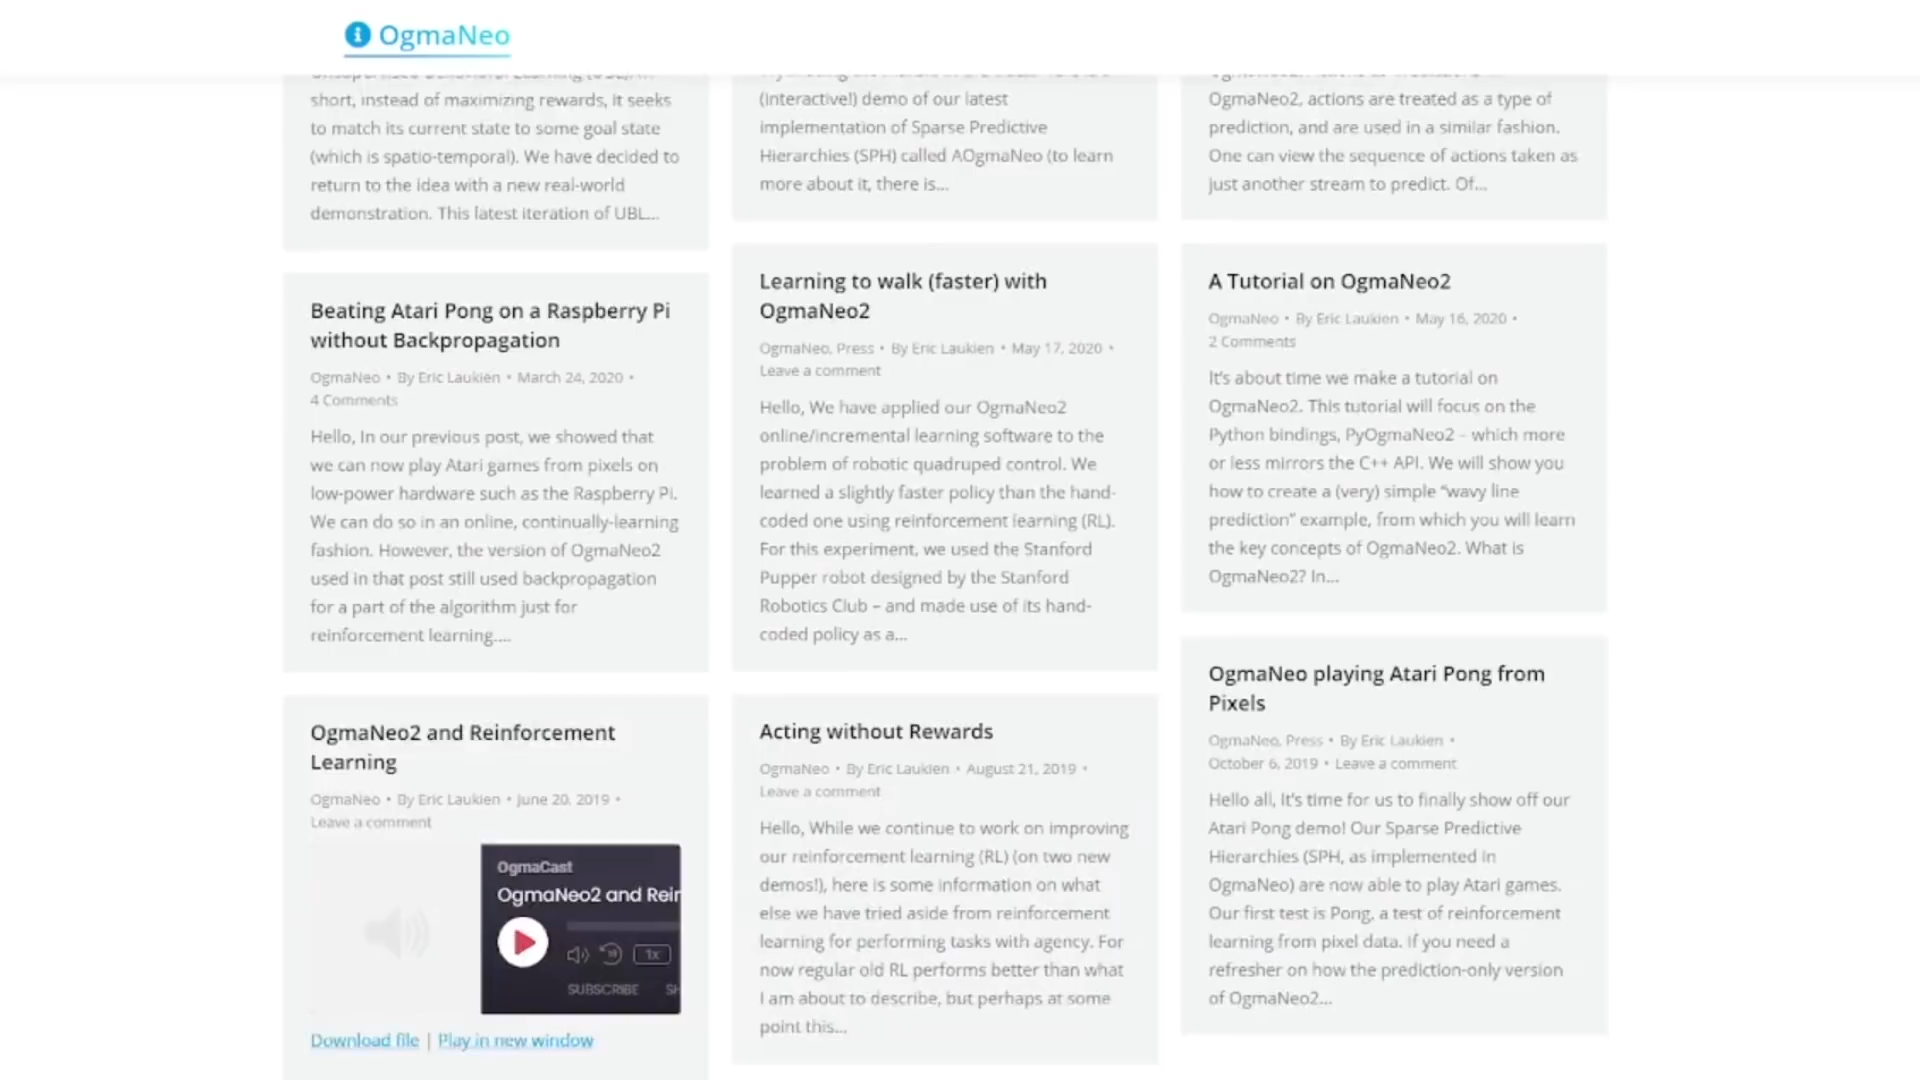 OgmaNeo
short, instead of maximizing rewards, it seeks
to match its current state to some goal state
(which is spatio-temporal). We have decided to
return to the idea with a new real-world
demonstration. This latest iteration of UBL...
Beating Atari Pong on a Raspberry Pi
without Backpropagation
OgmaNeo • By Eric Laukien • March 24, 2020 •
4 Comments
Hello, In our previous post, we showed that
we can now play Atari games from pixels on
low-power hardware such as the Raspberry Pi.
We can do so in an online, continually-learning
fashion. However, the version of OgmaNeo2
used in that post still used backpropagation
for a part of the algorithm just for
reinforcement learning....
OgmaNeo2 and Reinforcement
Learning
OgmaNeo • By Eric Laukien • June 20, 2019 •
Leave a comment
OgmaCast
OgmaNeo2 and Rein
1x
SUBSCRIBE SH
Download file | Play in new window
(interactive!) demo of our latest
implementation of Sparse Predictive
Hierarchies (SPH) called AOgmaNeo (to learn
more about it, there is...
Learning to walk (faster) with
OgmaNeo2
OgmaNeo, Press • By Eric Laukien • May 17, 2020 •
Leave a comment
Hello, We have applied our OgmaNeo2
online/incremental learning software to the
problem of robotic quadruped control. We
learned a slightly faster policy than the hand-
coded one using reinforcement learning (RL).
For this experiment, we used the Stanford
Pupper robot designed by the Stanford
Robotics Club – and made use of its hand-
coded policy as a...
Acting without Rewards
OgmaNeo • By Eric Laukien • August 21, 2019 •
Leave a comment
Hello, While we continue to work on improving
our reinforcement learning (RL) (on two new
demos!), here is some information on what
else we have tried aside from reinforcement
learning for performing tasks with agency. For
now regular old RL performs better than what
I am about to describe, but perhaps at some
point this...
OgmaNeo2, actions are treated as a type of
prediction, and are used in a similar fashion.
One can view the sequence of actions taken as
just another stream to predict. Of...
A Tutorial on OgmaNeo2
OgmaNeo • By Eric Laukien • May 16, 2020 •
2 Comments
It's about time we make a tutorial on
OgmaNeo2. This tutorial will focus on the
Python bindings, PyOgmaNeo2 – which more
or less mirrors the C++ API. We will show you
how to create a (very) simple “wavy line
prediction” example, from which you will learn
the key concepts of OgmaNeo2. What is
OgmaNeo2? In...
OgmaNeo playing Atari Pong from
Pixels
OgmaNeo, Press • By Eric Laukien •
October 6, 2019 • Leave a comment
Hello all, It's time for us to finally show off our
Atari Pong demo! Our Sparse Predictive
Hierarchies (SPH, as implemented in
OgmaNeo) are now able to play Atari games.
Our first test is Pong, a test of reinforcement
learning from pixel data. If you need a
refresher on how the prediction-only version
of OgmaNeo2...